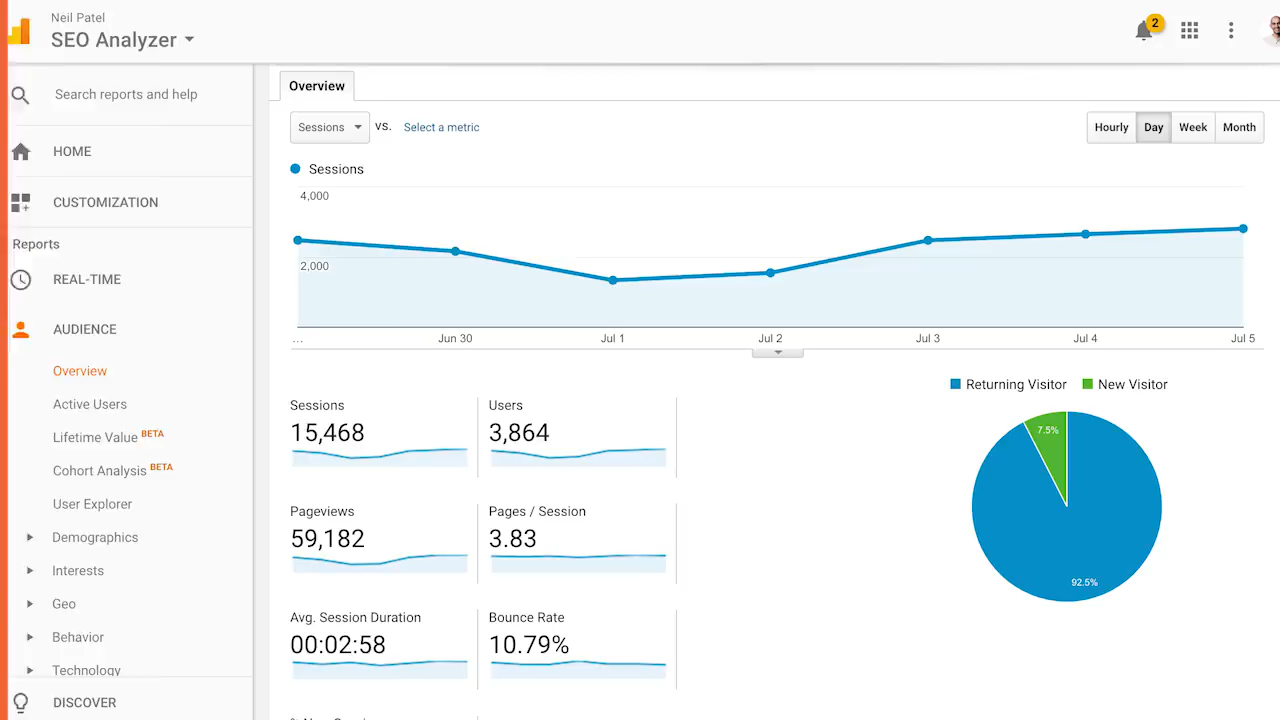 Neil Patel
SEO Analyzer
2
Search reports and help
HOME
CUSTOMIZATION
Reports
REAL-TIME
AUDIENCE
Overview
Active Users
Lifetime Value BETA
Cohort Analysis BETA
User Explorer
Demographics
Interests
Geo
Behavior
Technology
DISCOVER
Overview
Sessions VS. Select a metric
Hourly Day Week Month
Sessions
4,000
2,000
... Jun 30 Jul 1 Jul 2 Jul 3 Jul 4 Jul 5
Sessions
15,468
Users
3,864
Pageviews
59,182
Pages / Session
3.83
Avg. Session Duration
00:02:58
Bounce Rate
10.79%
Returning Visitor New Visitor
7.5%
92.5%